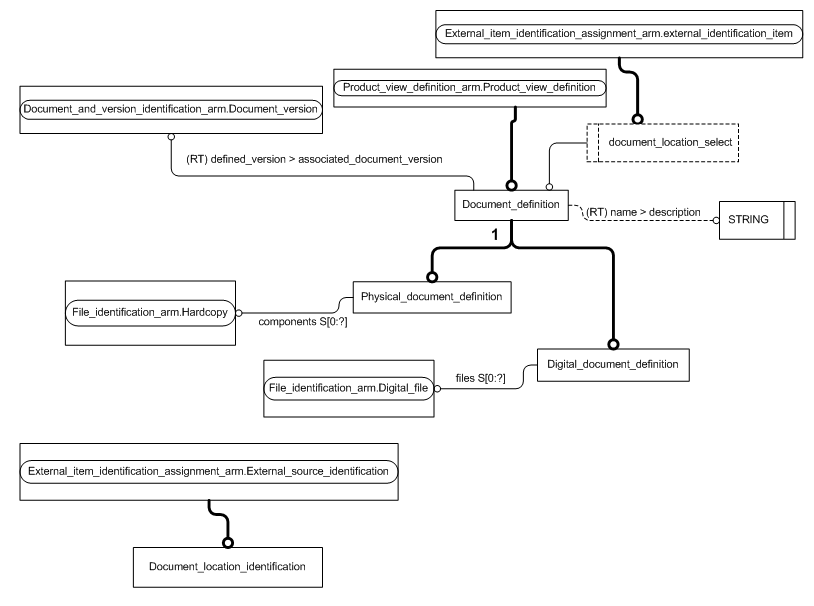 External_item_identification_assignment_arm.external_identification_item
Product_view_definition_arm.Product_view_definition
Document_and_version_identification_arm.Document_version
document_location_select
(RT) defined_version > associated_document_version
Document_definition
(RT) name > description
STRING
1
Physical_document_definition
File_identification_arm.Hardcopy
components S[0:?]
Digital_document_definition
files S[0:?]
File_identification_arm.Digital_file
External_item_identification_assignment_arm.External_source_identification
Document_location_identification